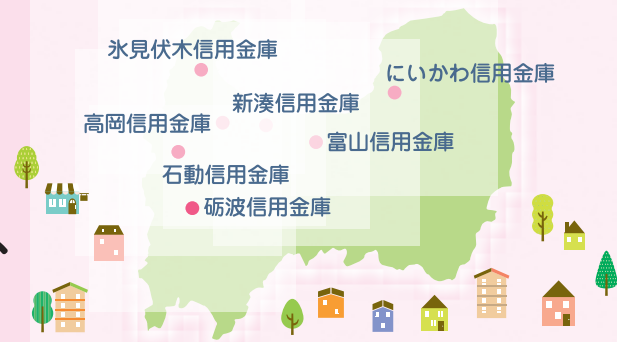 氷見伏木信用金庫
にいかわ信用金庫
新湊信用金庫
高岡信用金庫
富山信用金庫
石動信用金庫
砺波信用金庫